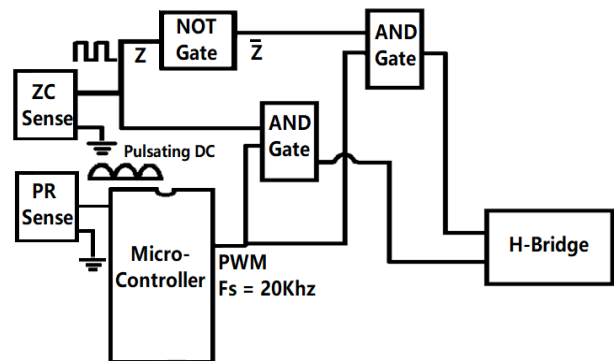 NOT
Gate
Z
Z̅
AND
Gate
ZC
Sense
AND
Gate
Pulsating DC
PR
Sense
Micro-
Controller
PWM
Fs = 20Khz
H-Bridge